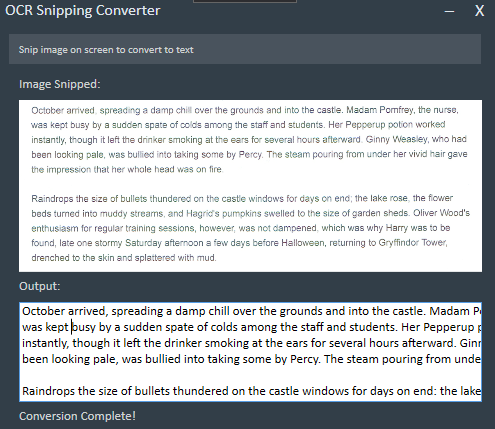 OCR Snipping Converter
– X
Snip image on screen to convert to text
Image Snipped:
October arrived, spreading a damp chill over the grounds and into the castle. Madam Pomfrey, the nurse,
was kept busy by a sudden spate of colds among the staff and students. Her Pepperup potion worked
instantly, though it left the drinker smoking at the ears for several hours afterward. Ginny Weasley, who had
been looking pale, was bullied into taking some by Percy. The steam pouring from under her vivid hair gave
the impression that her whole head was on fire.
Raindrops the size of bullets thundered on the castle windows for days on end; the lake rose, the flower
beds turned into muddy streams, and Hagrid's pumpkins swelled to the size of garden sheds. Oliver Wood's
enthusiasm for regular training sessions, however, was not dampened, which was why Harry was to be
found, late one stormy Saturday afternoon a few days before Halloween, returning to Gryffindor Tower,
drenched to the skin and splattered with mud.
Output:
October arrived, spreading a damp chill over the grounds and into the castle. Madam P
was kept busy by a sudden spate of colds among the staff and students. Her Pepperup p
instantly, though it left the drinker smoking at the ears for several hours afterward. Gin
been looking pale, was bullied into taking some by Percy. The steam pouring from unde
Raindrops the size of bullets thundered on the castle windows for days on end: the lake
Conversion Complete!